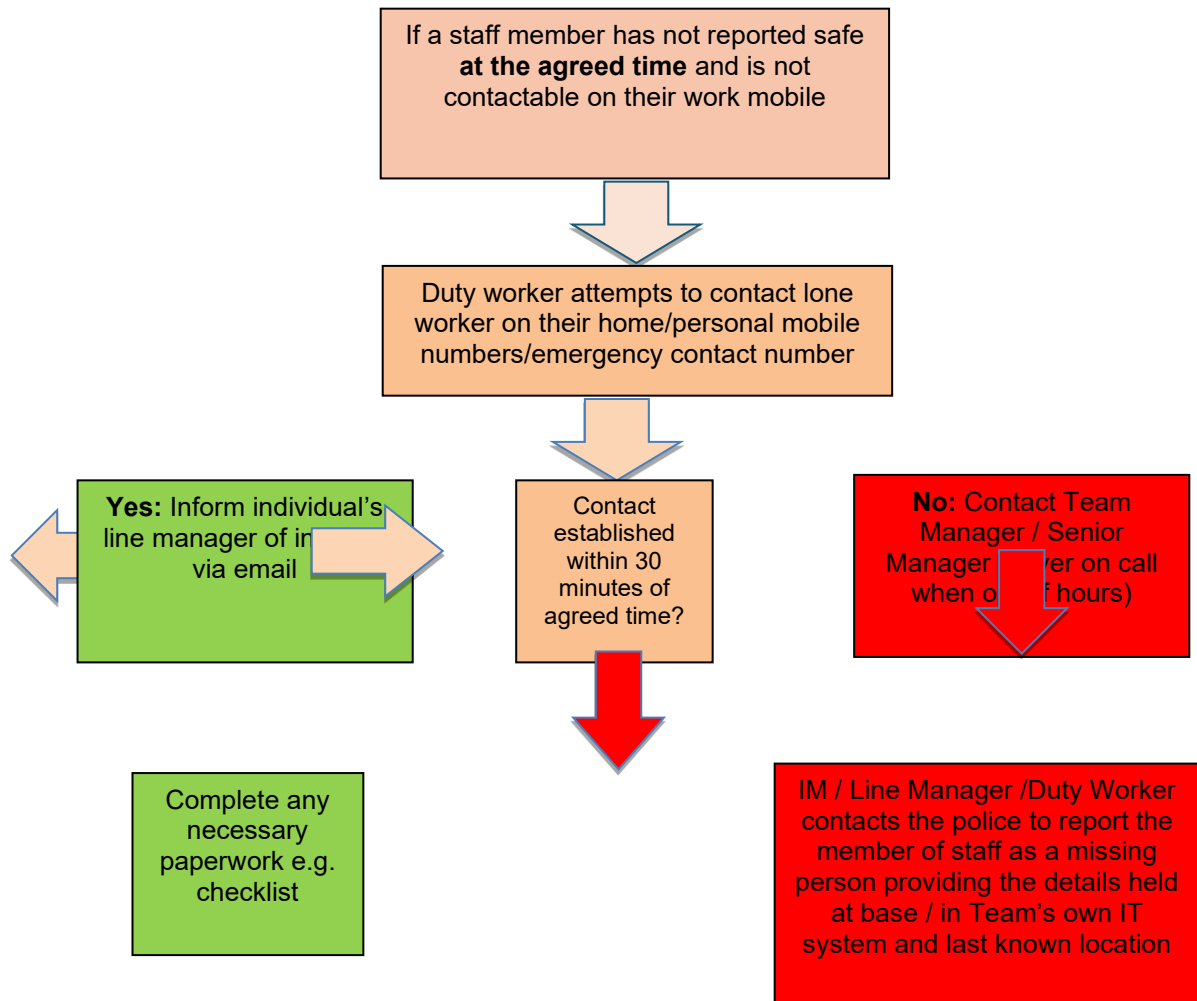 If a staff member has not reported safe
at the agreed time and is not
contactable on their work mobile
Duty worker attempts to contact lone
worker on their home/personal mobile
numbers/emergency contact number
Yes: Inform individual's
line manager of
via email
Contact
established
within 30
minutes of
agreed time?
No: Contact Team
Manager / Senior
Manager on call
when hours)
Complete any
necessary
paperwork e.g.
checklist
IM / Line Manager /Duty Worker
contacts the police to report the
member of staff as a missing
person providing the details held
at base / in Team's own IT
system and last known location